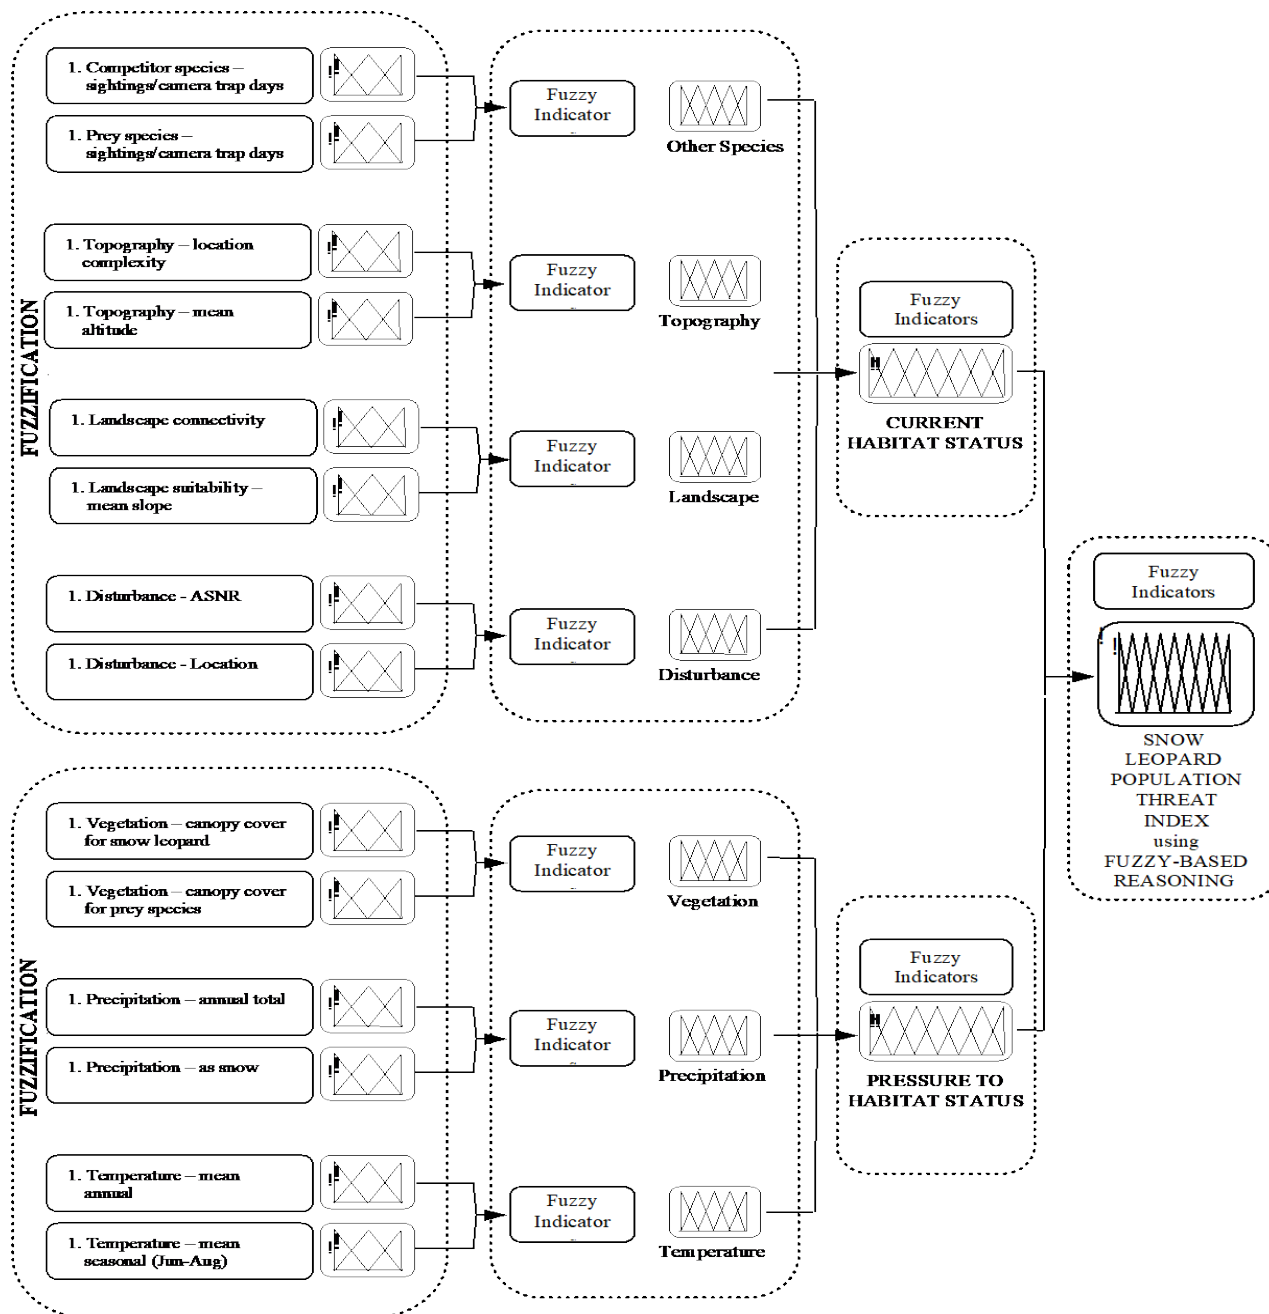 FUZZIFICATION
1. Competitor species –
sightings/camera trap days
1. Prey species –
sightings/camera trap days
1. Topography – location
complexity
1. Topography – mean
altitude
1. Landscape connectivity
1. Landscape suitability –
mean slope
1. Disturbance - ASNR
1. Disturbance - Location
Fuzzy
Indicator
Other Species
Fuzzy
Indicator
Topography
Fuzzy
Indicator
Landscape
Fuzzy
Indicator
Disturbance
Fuzzy
Indicators
CURRENT
HABITAT STATUS
FUZZIFICATION
1. Vegetation – canopy cover
for snow leopard
1. Vegetation – canopy cover
for prey species
1. Precipitation – annual total
1. Precipitation – as snow
1. Temperature – mean
annual
1. Temperature – mean
seasonal (Jun-Aug)
Fuzzy
Indicator
Vegetation
Fuzzy
Indicator
Precipitation
Fuzzy
Indicator
Temperature
Fuzzy
Indicators
PRESSURE TO
HABITAT STATUS
Fuzzy
Indicators
SNOW
LEOPARD
POPULATION
THREAT
INDEX
using
FUZZY-BASED
REASONING